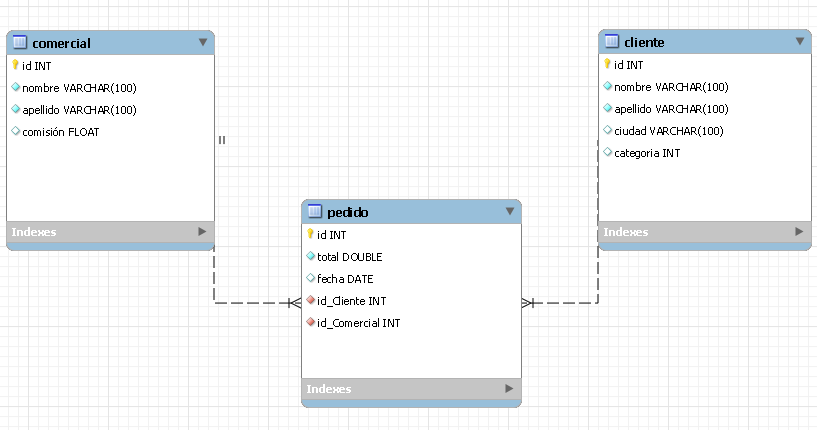 comercial
id INT
nombre VARCHAR(100)
apellido VARCHAR(100)
comisión FLOAT
Indexes
cliente
id INT
nombre VARCHAR(100)
apellido VARCHAR(100)
ciudad VARCHAR(100)
categoria INT
Indexes
pedido
id INT
total DOUBLE
fecha DATE
id_Cliente INT
id_Comercial INT
Indexes